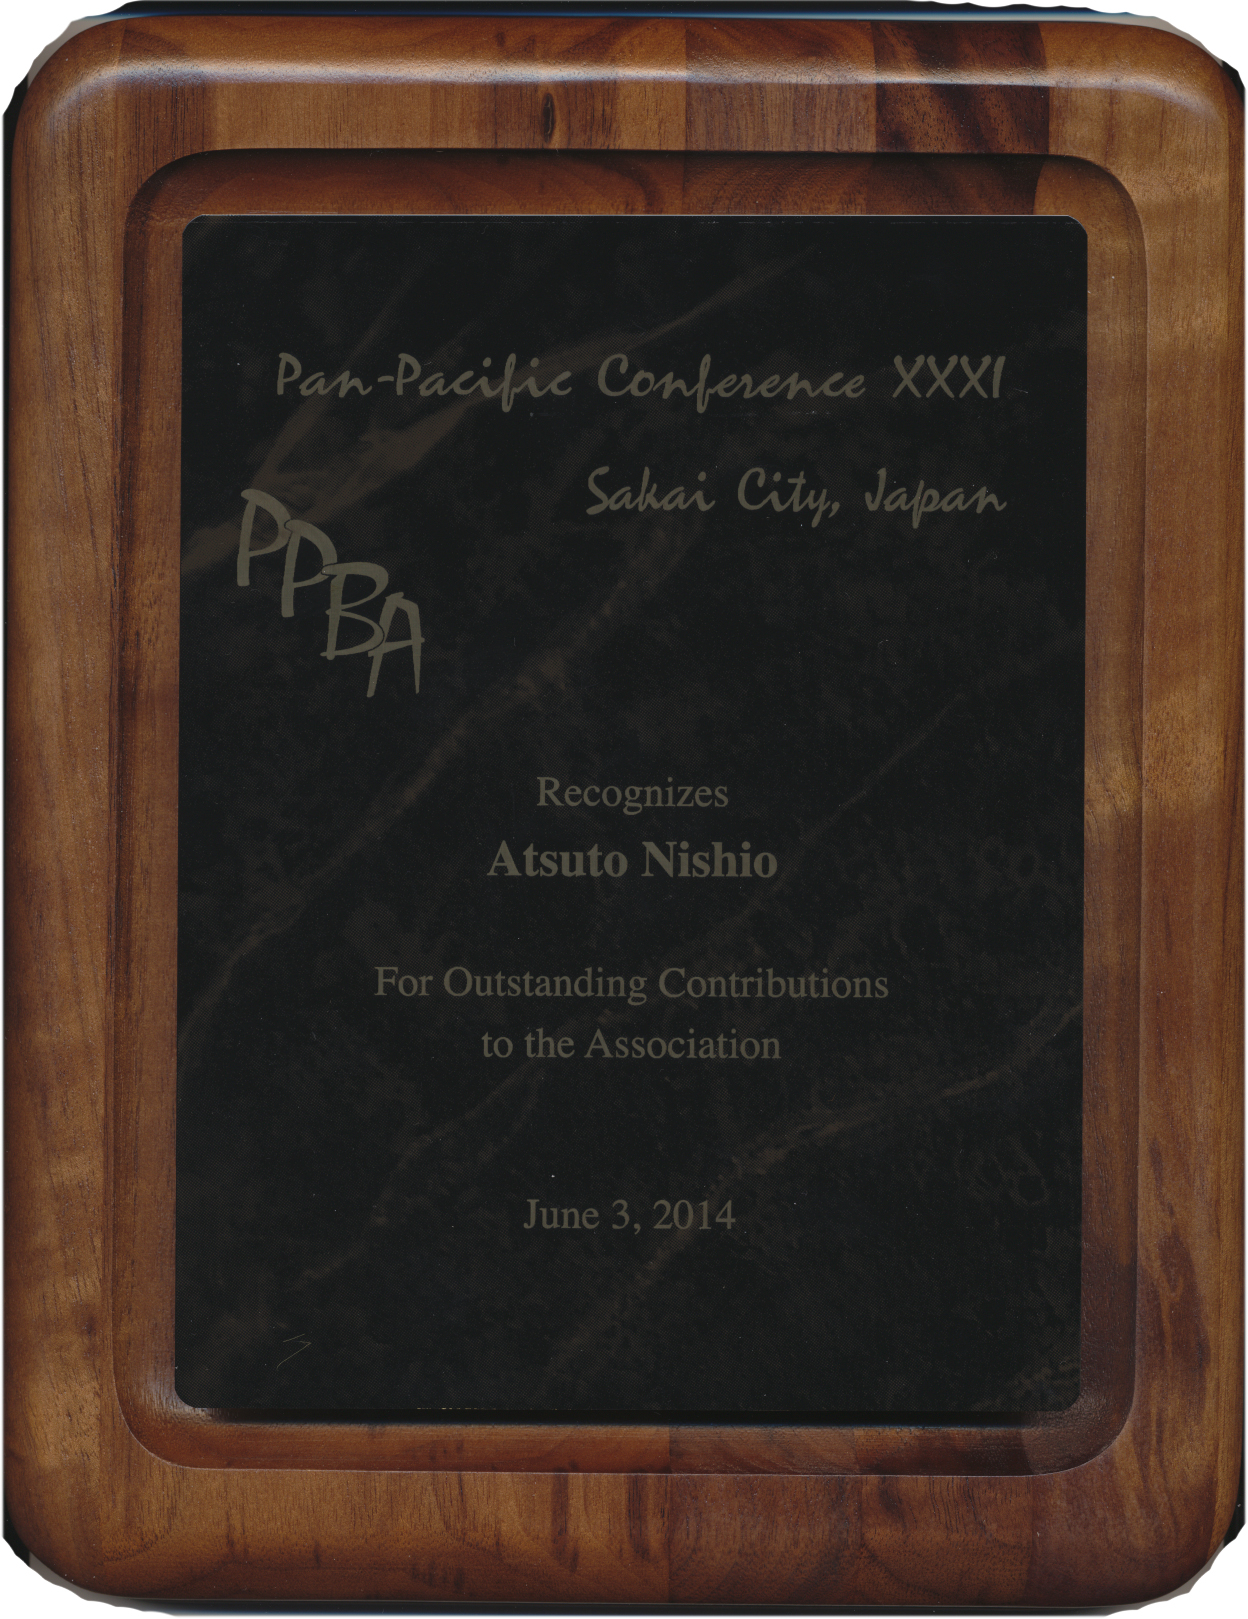 Pan-Pacific Conference XXXI
Sakai City, Japan
PPBA
Recognizes
Atsuto Nishio
For Outstanding Contributions
to the Association
June 3, 2014